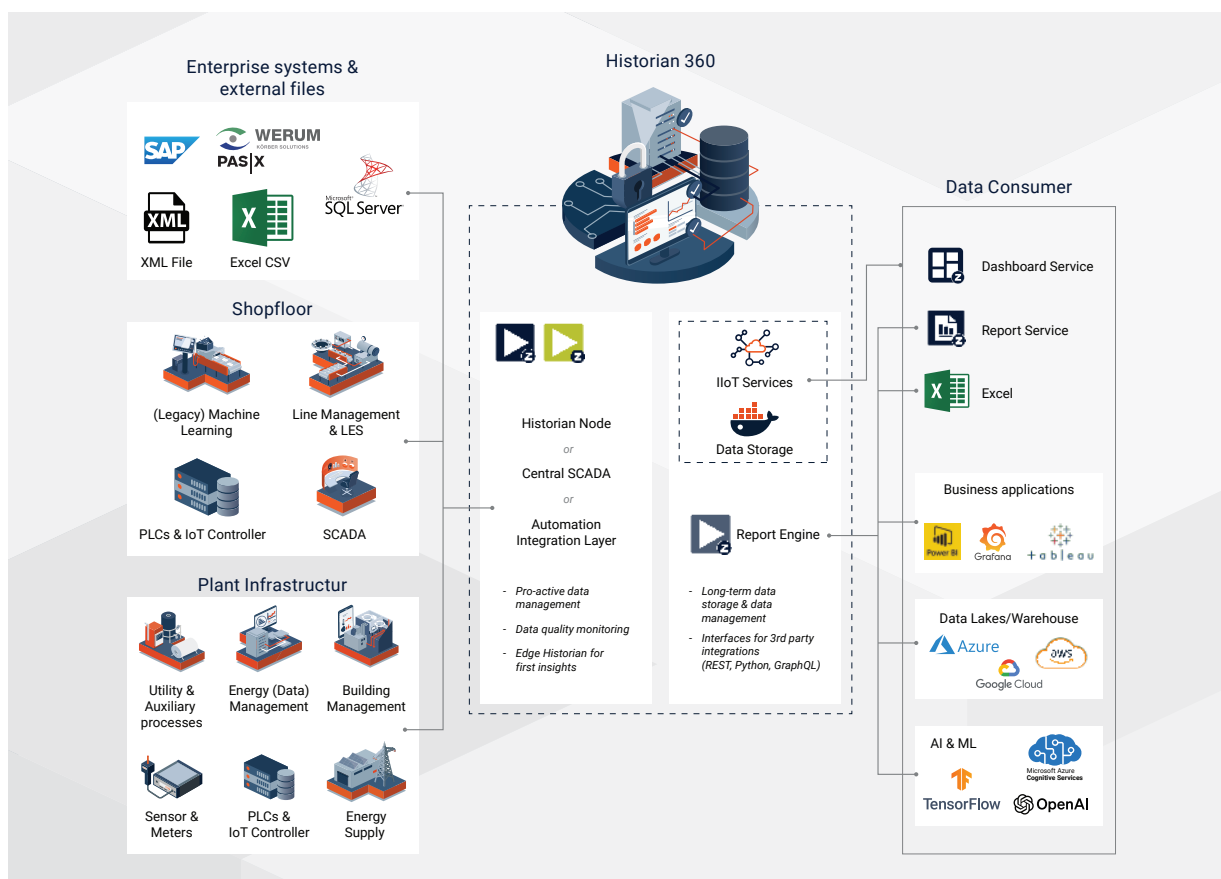 Enterprise systems &
external files
SAP
WERUM
KÖRBER SOLUTIONS
PAS|X
Microsoft®
SQL Server
XML
XML File
X
Excel CSV
Shopfloor
(Legacy) Machine
Learning
Line Management
& LES
PLCs & IoT Controller
SCADA
Plant Infrastructur
Utility &
Auxiliary
processes
Energy (Data)
Management
Building
Management
Sensor &
Meters
PLCs &
IoT Controller
Energy
Supply
Historian 360
z
z
Historian Node
or
Central SCADA
or
Automation
Integration Layer
- Pro-active data
management
- Data quality monitoring
- Edge Historian for
first insights
IIoT Services
Data Storage
z
Report Engine
- Long-term data
storage & data
management
- Interfaces for 3rd party
integrations
(REST, Python, GraphQL)
Data Consumer
z
Dashboard Service
z
Report Service
X
Excel
Business applications
Power BI
Grafana
+ a b l e a u
Data Lakes/Warehouse
Azure
aws
Google Cloud
AI & ML
Microsoft Azure
Cognitive Services
TensorFlow
OpenAI